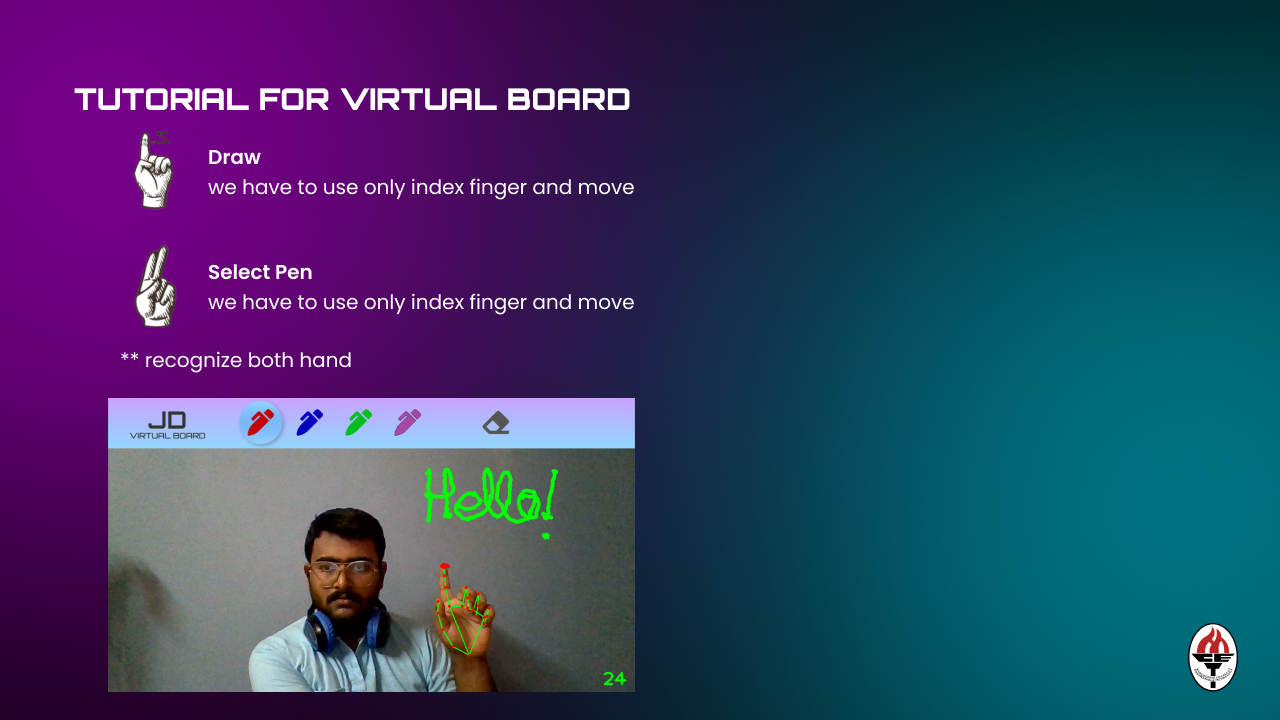 TUTORIAL FOR VIRTUAL BOARD
Draw
we have to use only index finger and move
Select Pen
we have to use only index finger and move
** recognize both hand
JD
VIRTUAL BOARD
Hello!
24
CE